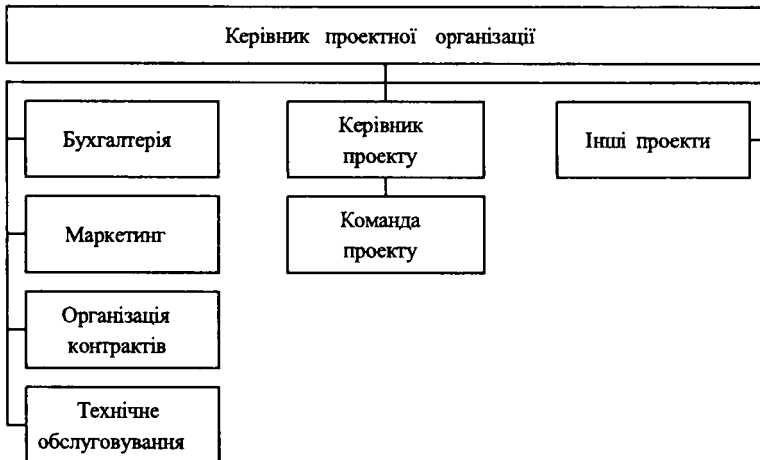 Керівник проектної організації
Бухгалтерія
Керівник
проекту
Інші проекти
Маркетинг
Команда
проекту
Організація
контрактів
Технічне
обслуговування